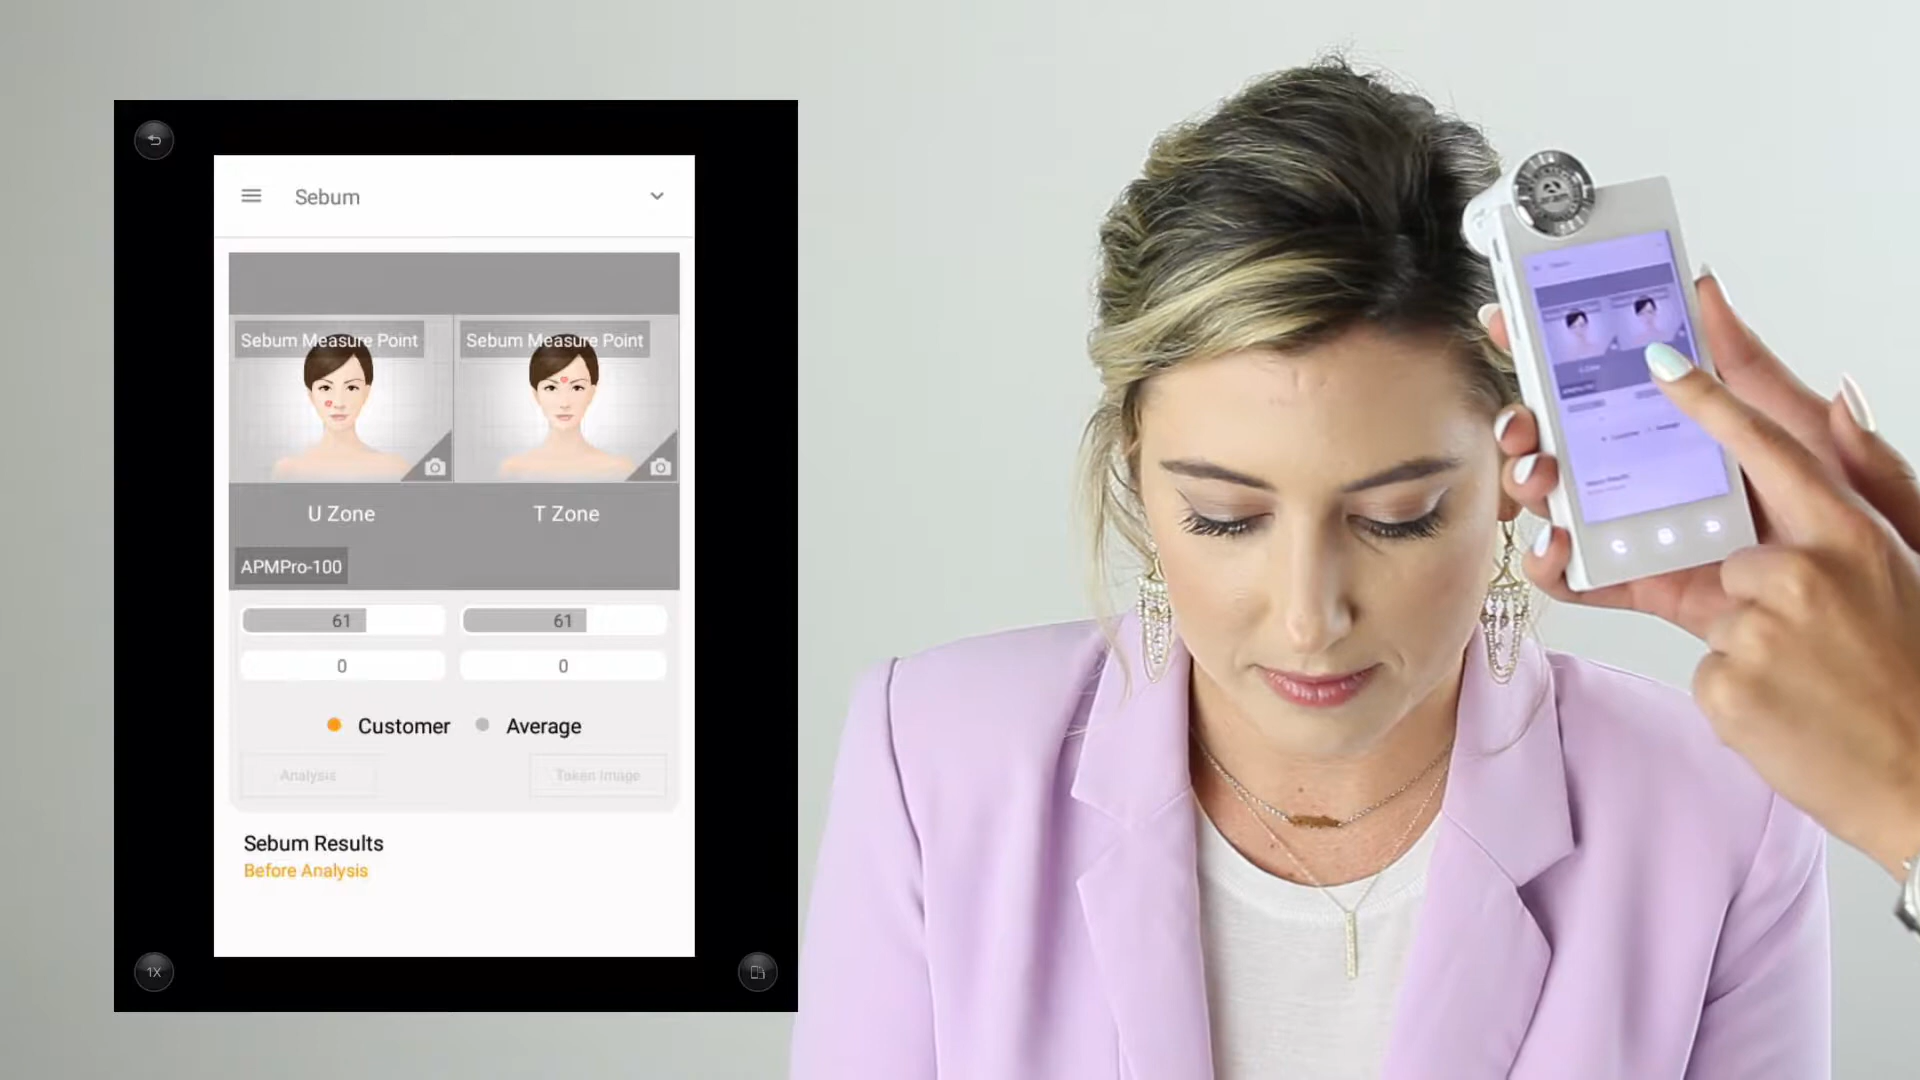 Sebum
Sebum Measure Point
Sebum Measure Point
U Zone
T Zone
APMPro-100
61
61
0
0
Customer
Average
Analysis
Taken Image
Sebum Results
Before Analysis
1X